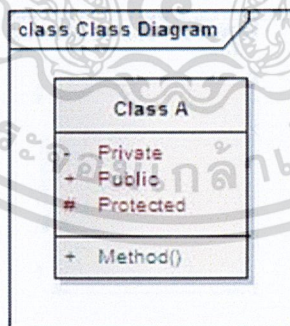 class Class Diagram
Class A
- Private
+ Public
# Protected
+ Method()